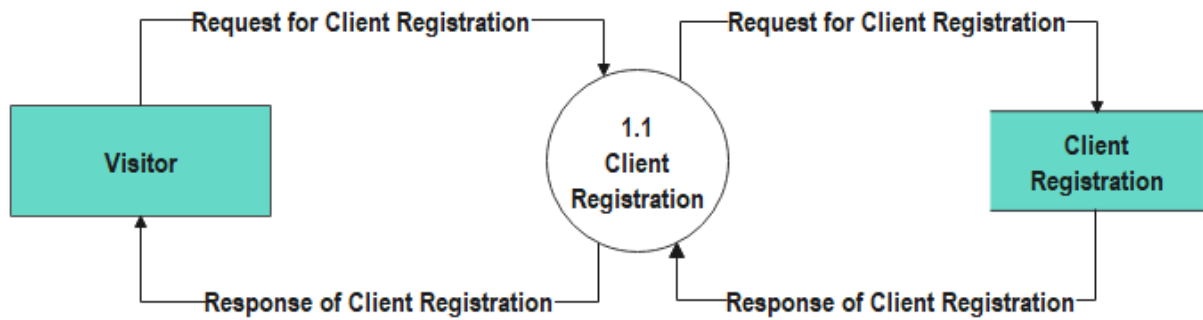 Request for Client Registration
Request for Client Registration
Visitor
1.1
Client
Registration
Client
Registration
Response of Client Registration
Response of Client Registration